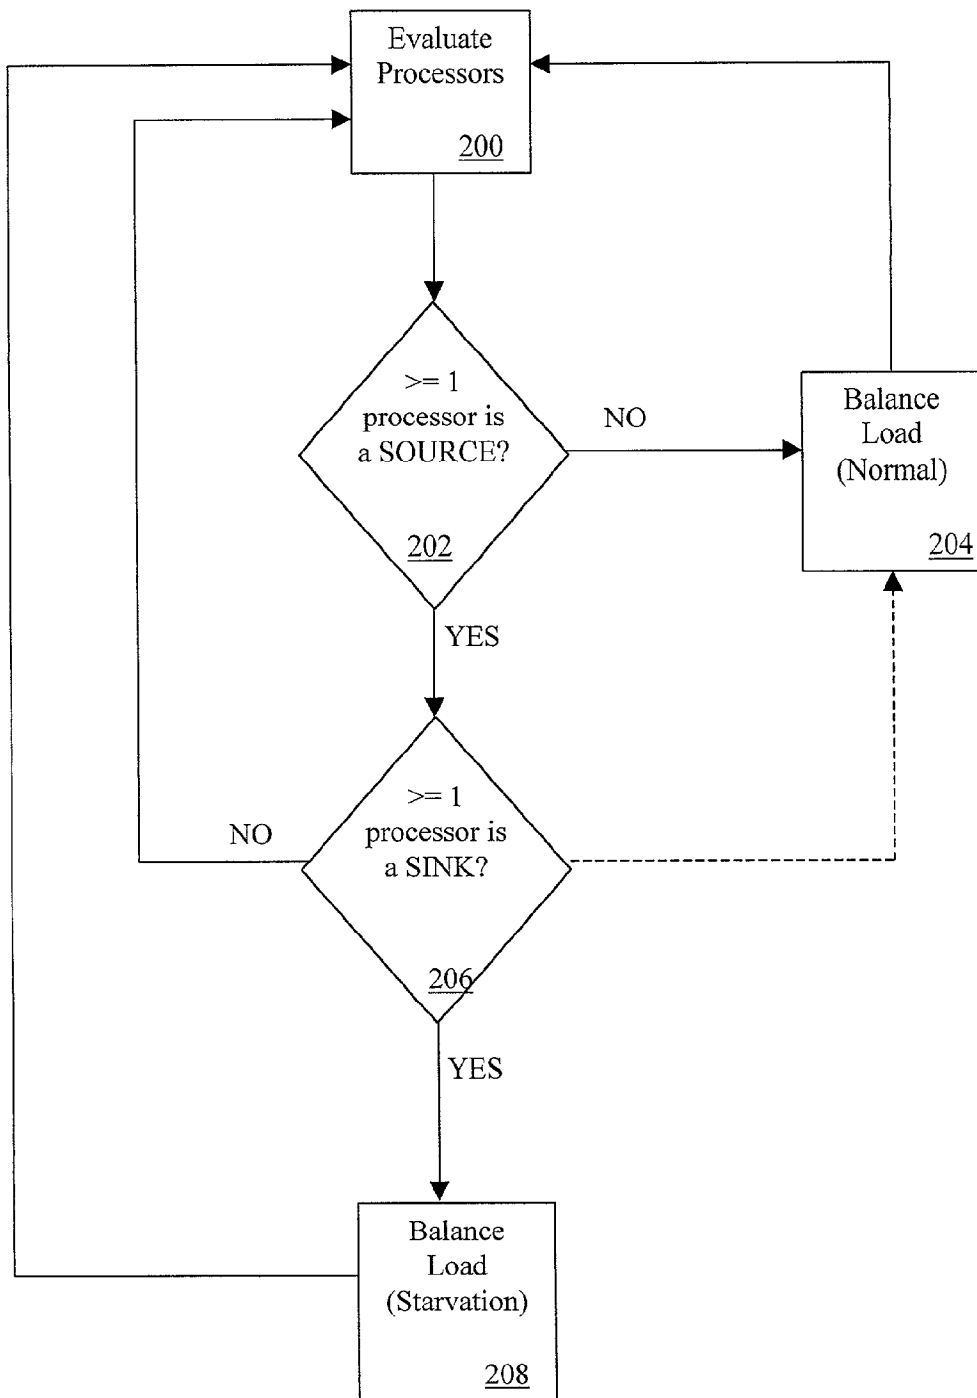 Evaluate
Processors
200
>= 1
processor is
a SOURCE?
202
NO
Balance
Load
(Normal)
204
YES
>= 1
processor is
a SINK?
206
NO
YES
Balance
Load
(Starvation)
208